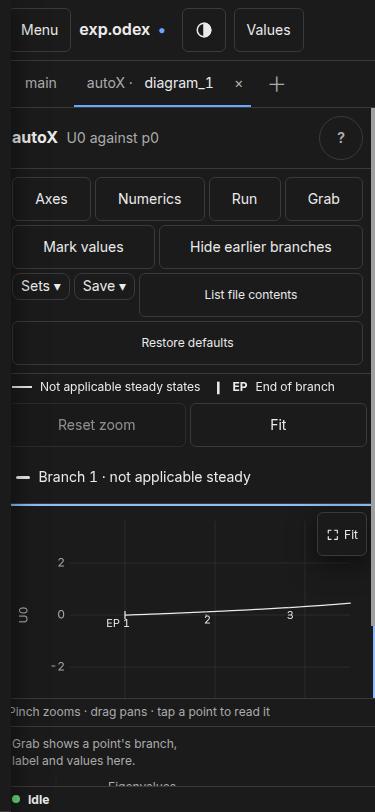 Menu exp.odex Values
main autoX · diagram_1 × +
autoX U0 against p0 ?
Axes Numerics Run Grab
Mark values Hide earlier branches
Sets ▾ Save ▾ List file contents
Restore defaults
Not applicable steady states EP End of branch
Reset zoom Fit
Branch 1 · not applicable steady
Fit
2
U0
0
EP 1 2 3
-2
Pinch zooms · drag pans · tap a point to read it
Grab shows a point's branch,
label and values here.
Eigenvalues
Idle